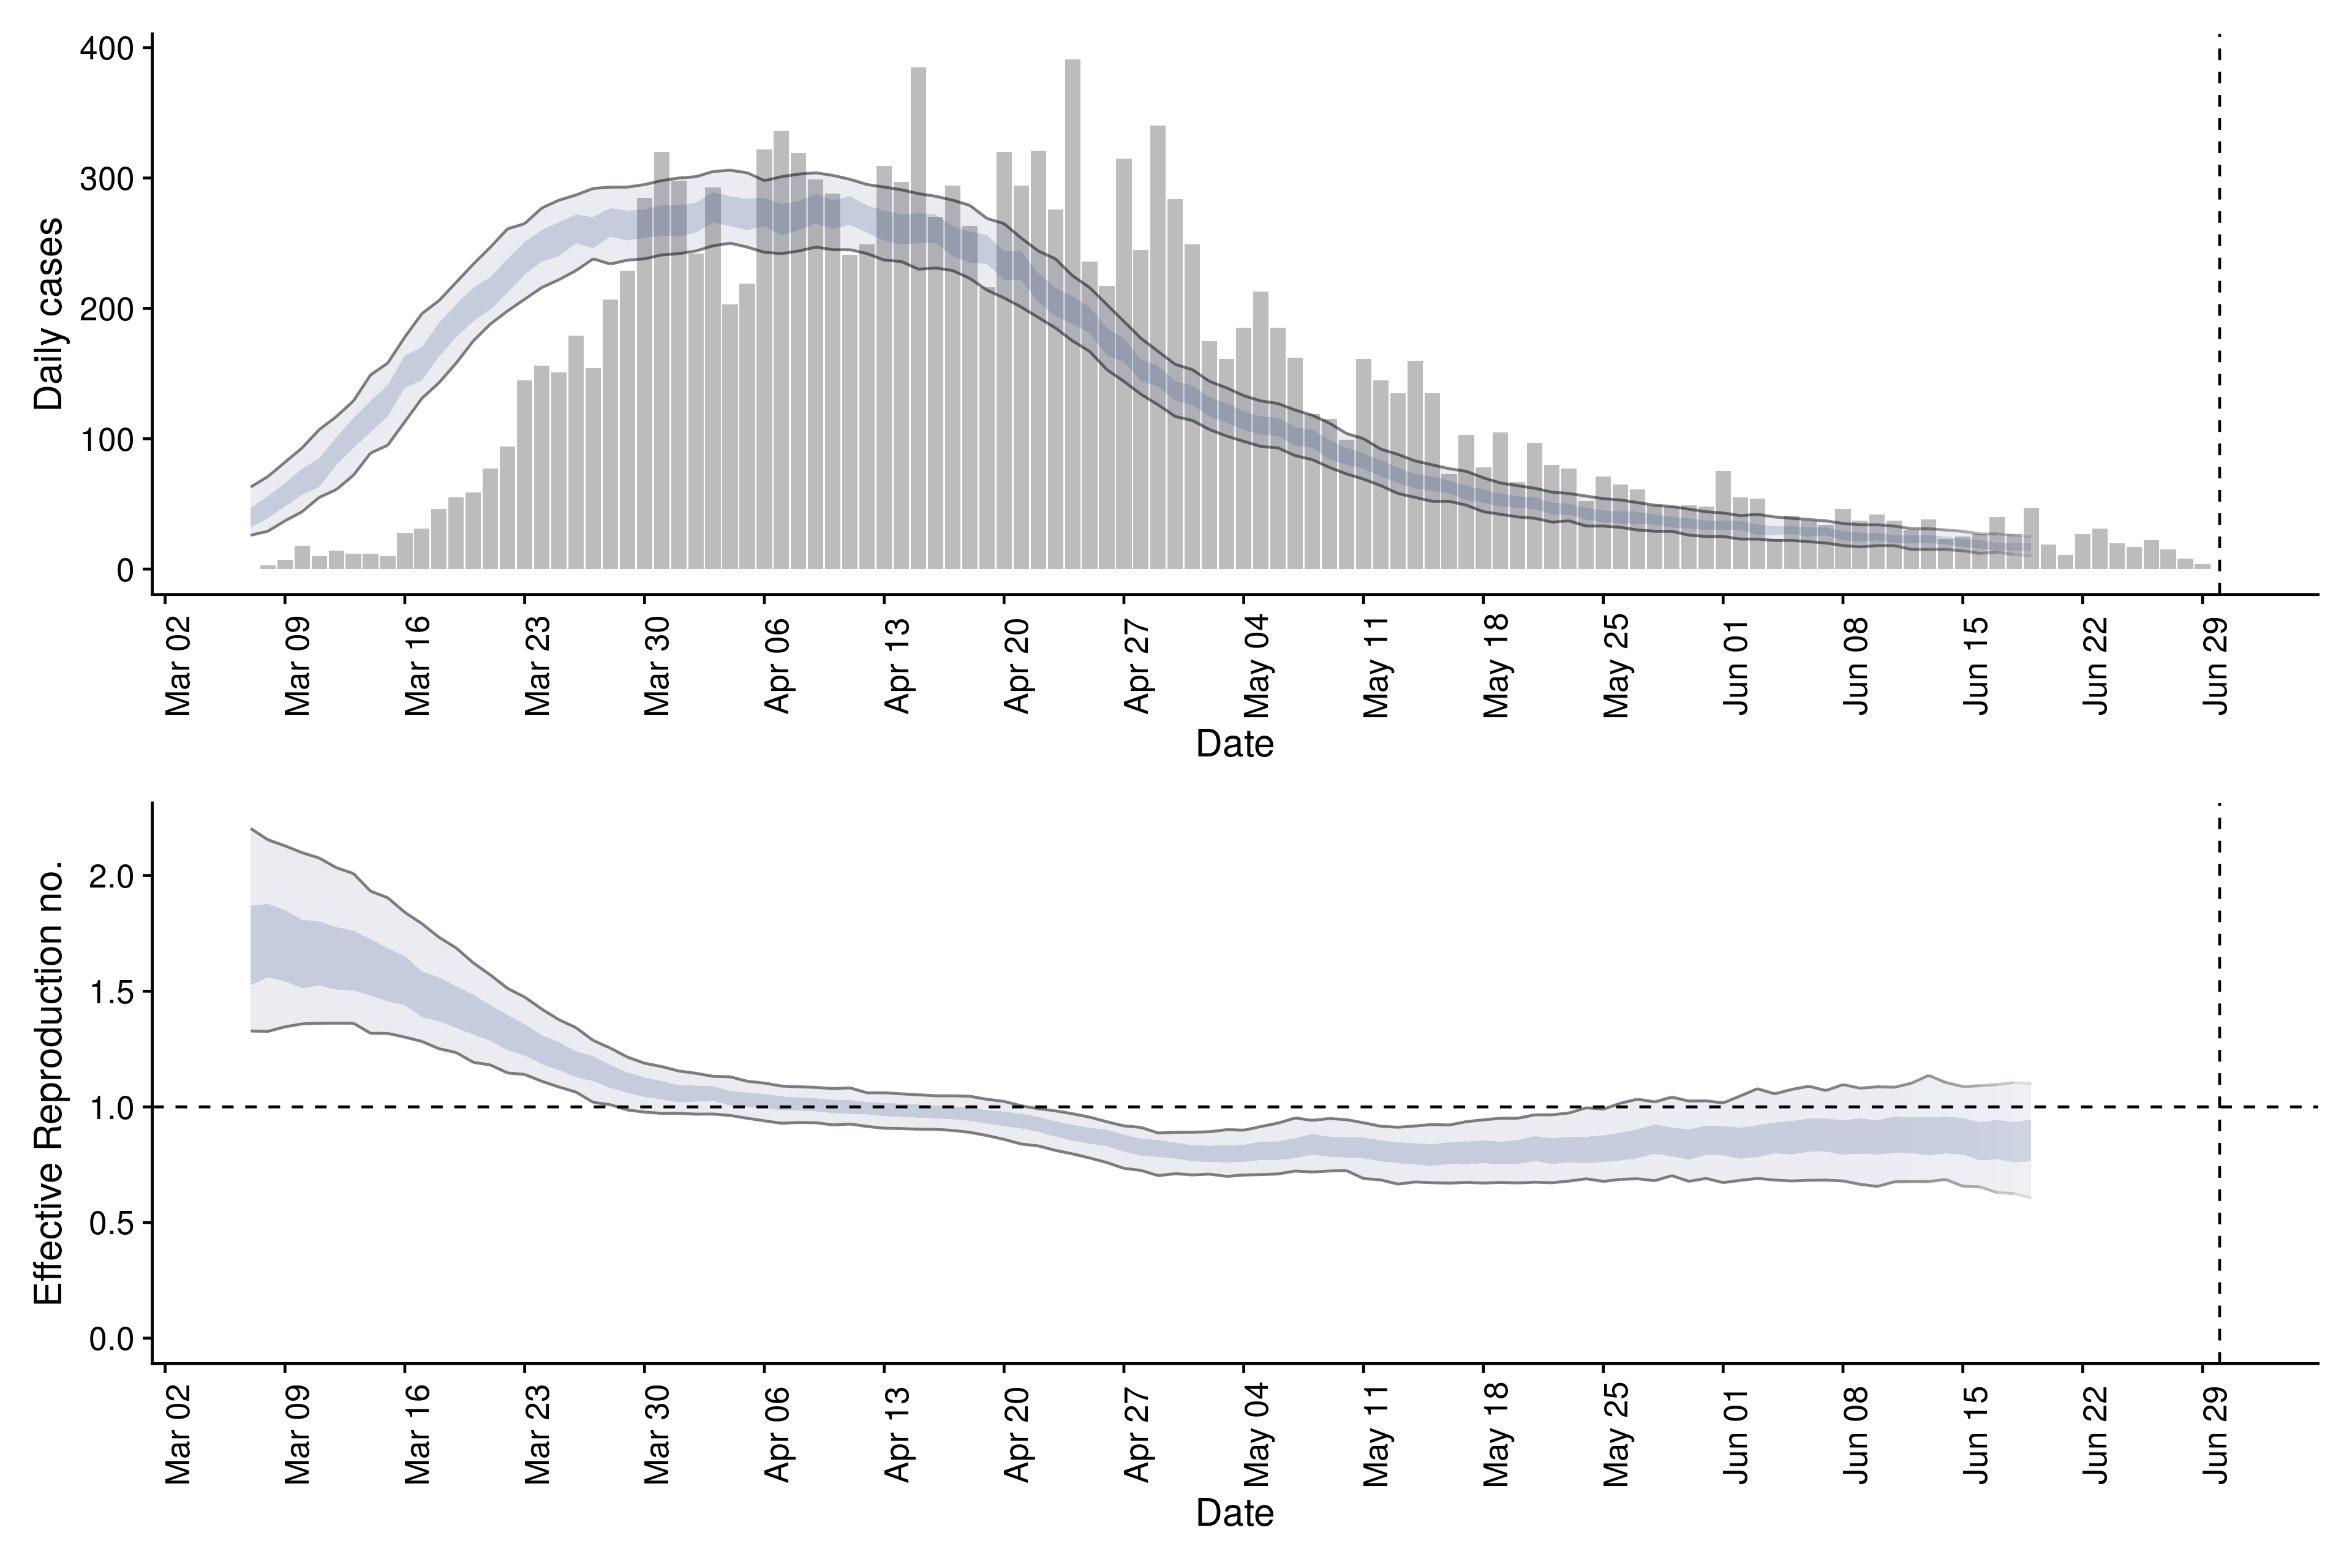 Daily cases
400
300
200
100
0
Mar 02
Mar 09
Mar 16
Mar 23
Mar 30
Apr 06
Apr 13
Apr 20
Apr 27
May 04
May 11
May 18
May 25
Jun 01
Jun 08
Jun 15
Jun 22
Jun 29
Date
Effective Reproduction no.
2.0
1.5
1.0
0.5
0.0
Mar 02
Mar 09
Mar 16
Mar 23
Mar 30
Apr 06
Apr 13
Apr 20
Apr 27
May 04
May 11
May 18
May 25
Jun 01
Jun 08
Jun 15
Jun 22
Jun 29
Date